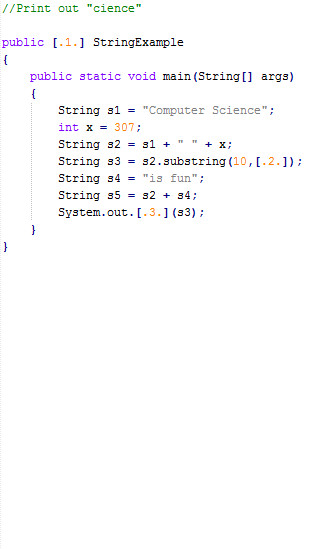 //Print out "cience"
public [.1.] StringExample
{
public static void main(String[] args)
{
String s1 = "Computer Science";
int x = 307;
String s2 = s1 + " " + x;
String s3 = s2.substring(10,[.2.]);
String s4 = "is fun";
String s5 = s2 + s4;
System.out.[.3.](s3);
}
}